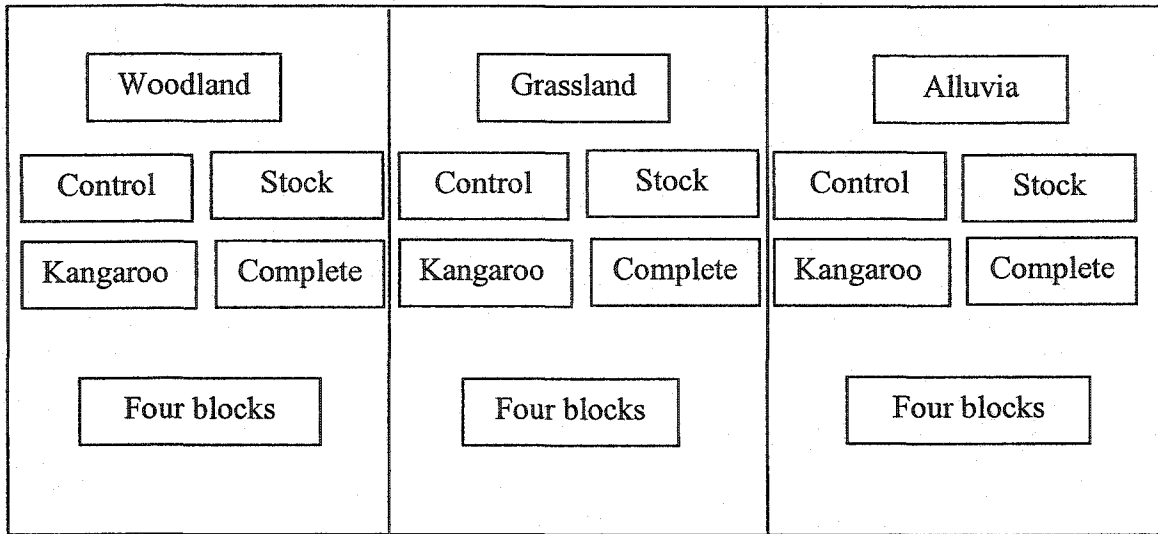 Woodland Grassland Alluvia
Control Stock Control Stock Control Stock
Kangaroo Complete Kangaroo Complete Kangaroo Complete
Four blocks Four blocks Four blocks